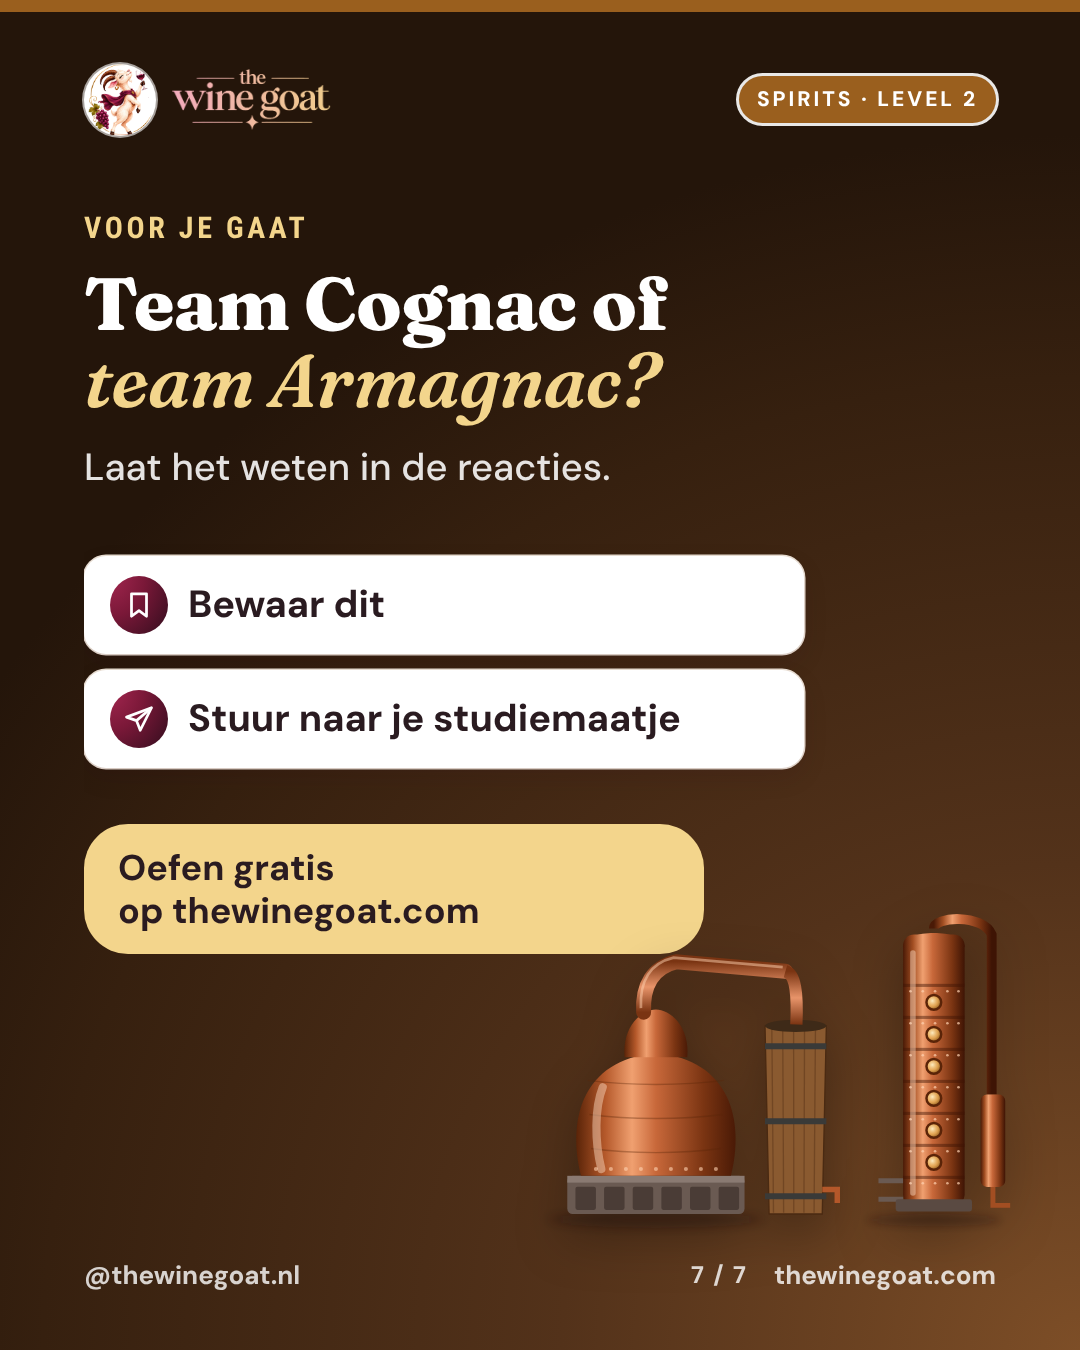 the
wine goat
SPIRITS · LEVEL 2
VOOR JE GAAT
Team Cognac of
team Armagnac?
Laat het weten in de reacties.
Bewaar dit
Stuur naar je studiemaatje
Oefen gratis
op thewinegoat.com
@thewinegoat.nl
7 / 7
thewinegoat.com